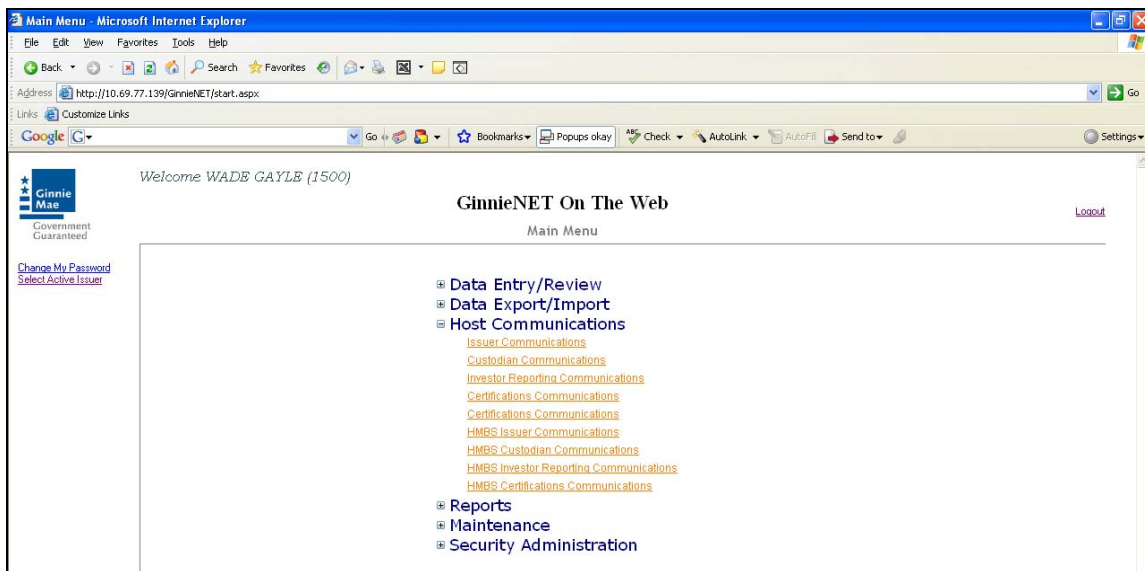 Main Menu - Microsoft Internet Explorer
File Edit View Favorites Tools Help
Back Search Favorites
Address http://10.69.77.139/GinnieNET/start.aspx Go
Links Customize Links
Google G Go Bookmarks Popups okay ABC Check AutoLink AutoFill Send to Settings
Welcome WADE GAYLE (1500)
Ginnie
Mae
Government
Guaranteed
GinnieNET On The Web
Logout
Main Menu
Change My Password
Select Active Issuer
Data Entry/Review
Data Export/Import
Host Communications
Issuer Communications
Custodian Communications
Investor Reporting Communications
Certifications Communications
Certifications Communications
HMBS Issuer Communications
HMBS Custodian Communications
HMBS Investor Reporting Communications
HMBS Certifications Communications
Reports
Maintenance
Security Administration